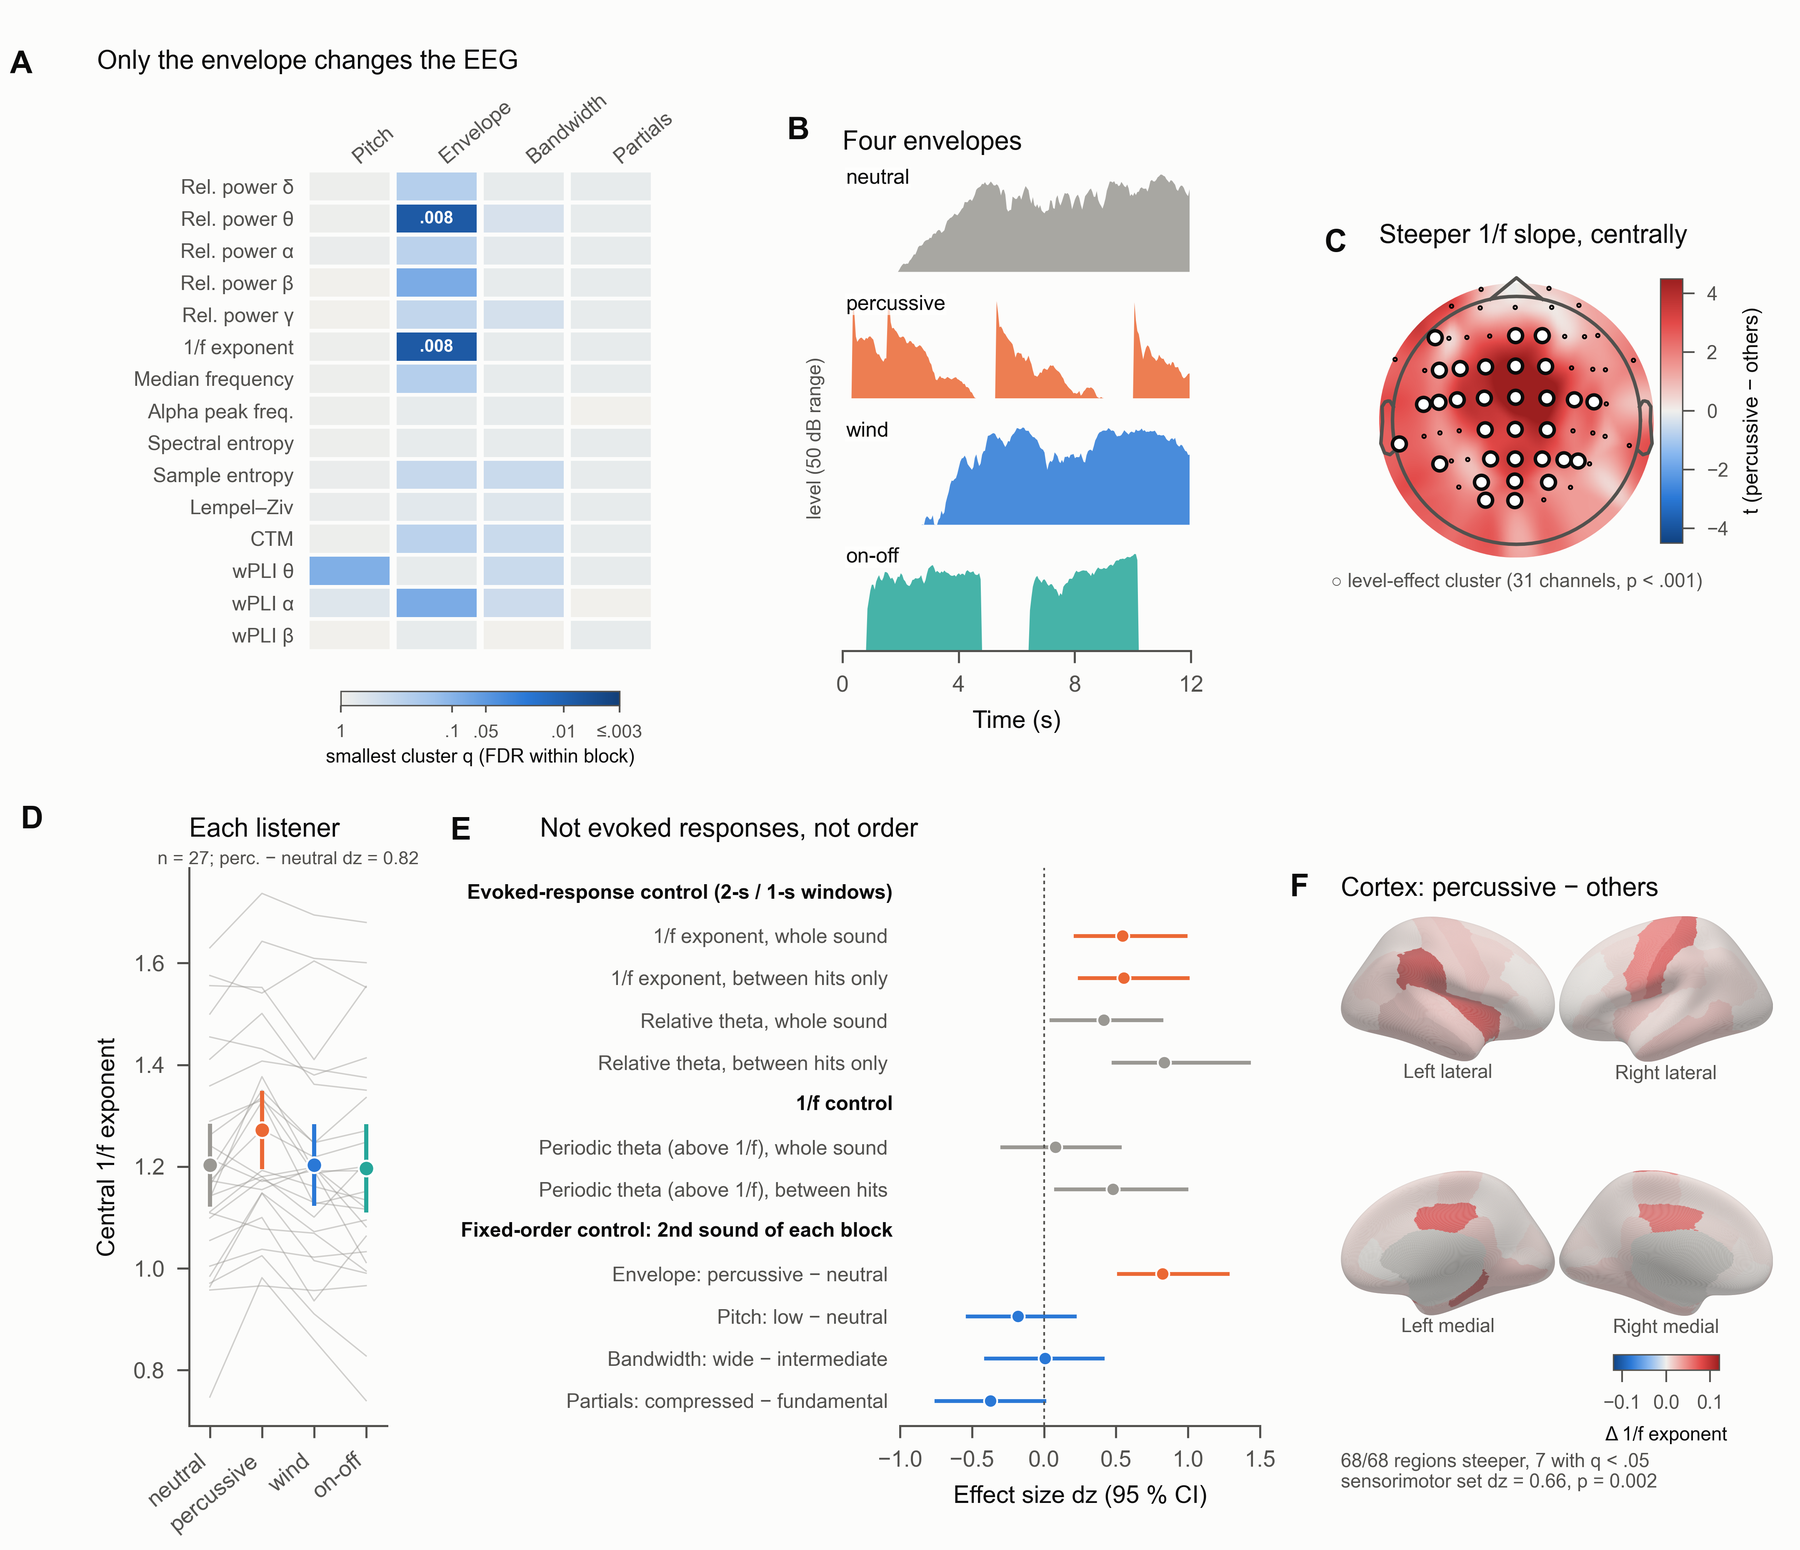 A
Only the envelope changes the EEG
Pitch
Envelope
Bandwidth
Partials
Rel. power δ
Rel. power θ
.008
Rel. power α
Rel. power β
Rel. power γ
1/f exponent
.008
Median frequency
Alpha peak freq.
Spectral entropy
Sample entropy
Lempel–Ziv
CTM
wPLI θ
wPLI α
wPLI β
1
.1
.05
.01
≤.003
smallest cluster q (FDR within block)
B
Four envelopes
neutral
percussive
wind
on-off
level (50 dB range)
0
4
8
12
Time (s)
C
Steeper 1/f slope, centrally
4
2
0
−2
−4
t (percussive − others)
○ level-effect cluster (31 channels, p < .001)
D
Each listener
n = 27; perc. − neutral dz = 0.82
Central 1/f exponent
1.6
1.4
1.2
1.0
0.8
neutral
percussive
wind
on-off
E
Not evoked responses, not order
Evoked-response control (2-s / 1-s windows)
1/f exponent, whole sound
1/f exponent, between hits only
Relative theta, whole sound
Relative theta, between hits only
1/f control
Periodic theta (above 1/f), whole sound
Periodic theta (above 1/f), between hits
Fixed-order control: 2nd sound of each block
Envelope: percussive − neutral
Pitch: low − neutral
Bandwidth: wide − intermediate
Partials: compressed − fundamental
−1.0
−0.5
0.0
0.5
1.0
1.5
Effect size dz (95 % CI)
F
Cortex: percussive − others
Left lateral
Right lateral
Left medial
Right medial
−0.1
0.0
0.1
Δ 1/f exponent
68/68 regions steeper, 7 with q < .05
sensorimotor set dz = 0.66, p = 0.002